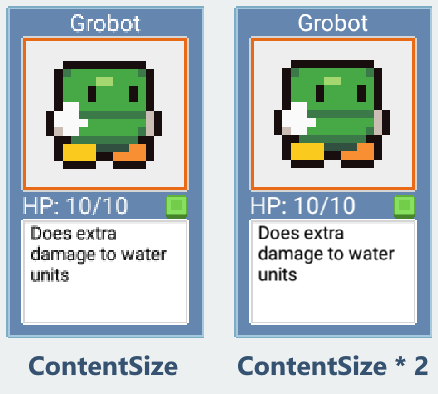 Grobot
HP: 10/10
Does extra
damage to water
units
ContentSize
Grobot
HP: 10/10
Does extra
damage to water
units
ContentSize * 2